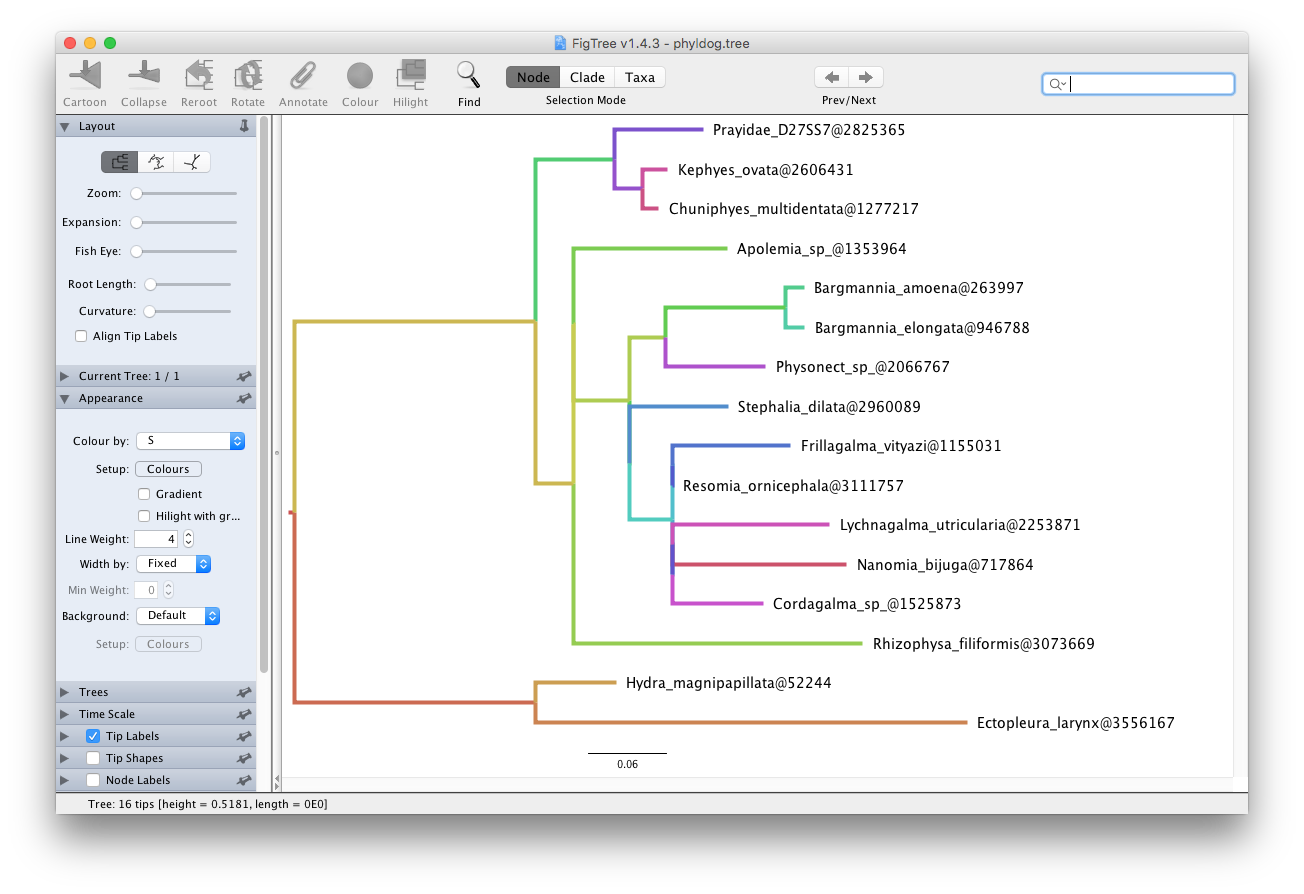 FigTree v1.4.3 - phyldog.tree
Cartoon Collapse Reroot Rotate Annotate Colour Hilight Find
Node Clade Taxa
Selection Mode
Prev/Next
Layout
Zoom:
Expansion:
Fish Eye:
Root Length:
Curvature:
Align Tip Labels
Current Tree: 1 / 1
Appearance
Colour by: S
Setup: Colours
Gradient
Hilight with gr...
Line Weight: 4
Width by: Fixed
Min Weight: 0
Background: Default
Setup: Colours
Trees
Time Scale
Tip Labels
Tip Shapes
Node Labels
Prayidae_D27SS7@2825365
Kephyes_ovata@2606431
Chuniphyes_multidentata@1277217
Apolemia_sp_@1353964
Bargmannia_amoena@263997
Bargmannia_elongata@946788
Physonect_sp_@2066767
Stephalia_dilata@2960089
Frillagalma_vityazi@1155031
Resomia_ornicephala@3111757
Lychnagalma_utricularia@2253871
Nanomia_bijuga@717864
Cordagalma_sp_@1525873
Rhizophysa_filiformis@3073669
Hydra_magnipapillata@52244
Ectopleura_larynx@3556167
0.06
Tree: 16 tips [height = 0.5181, length = 0E0]